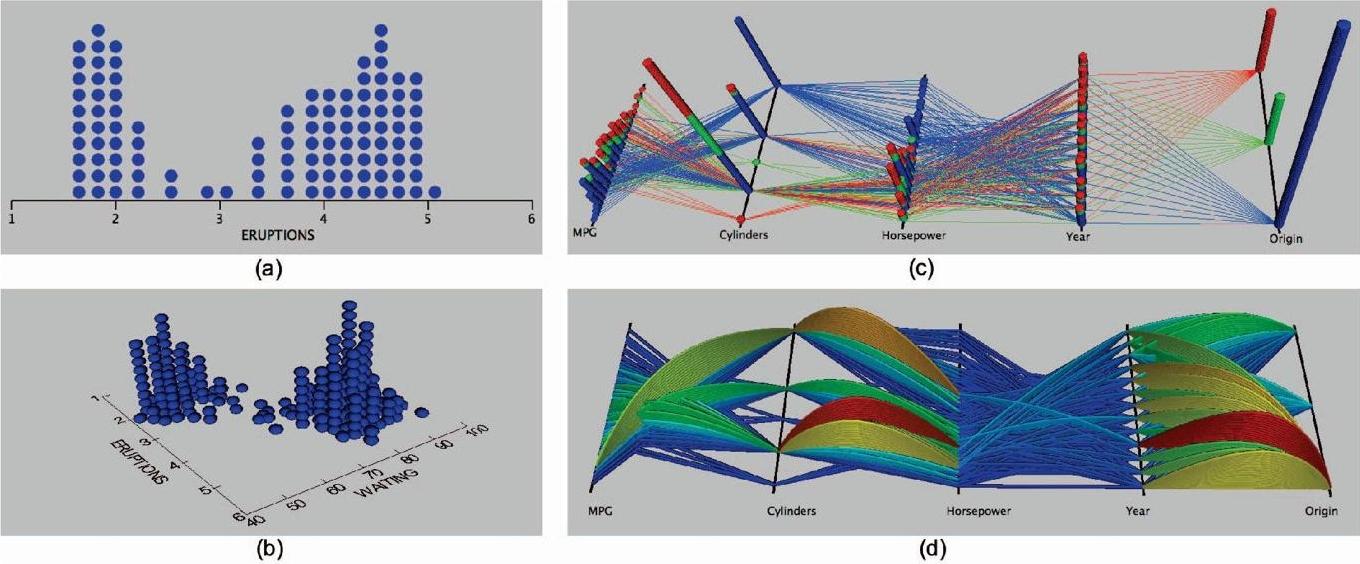 1 2 3 4 5 6
ERUPTIONS
(a)
MPG Cylinders Horsepower Year Origin
(c)
1
2
3
4
5
6
ERUPTIONS
40 50 60 70 80 90 100
WAITING
(b)
MPG Cylinders Horsepower Year Origin
(d)